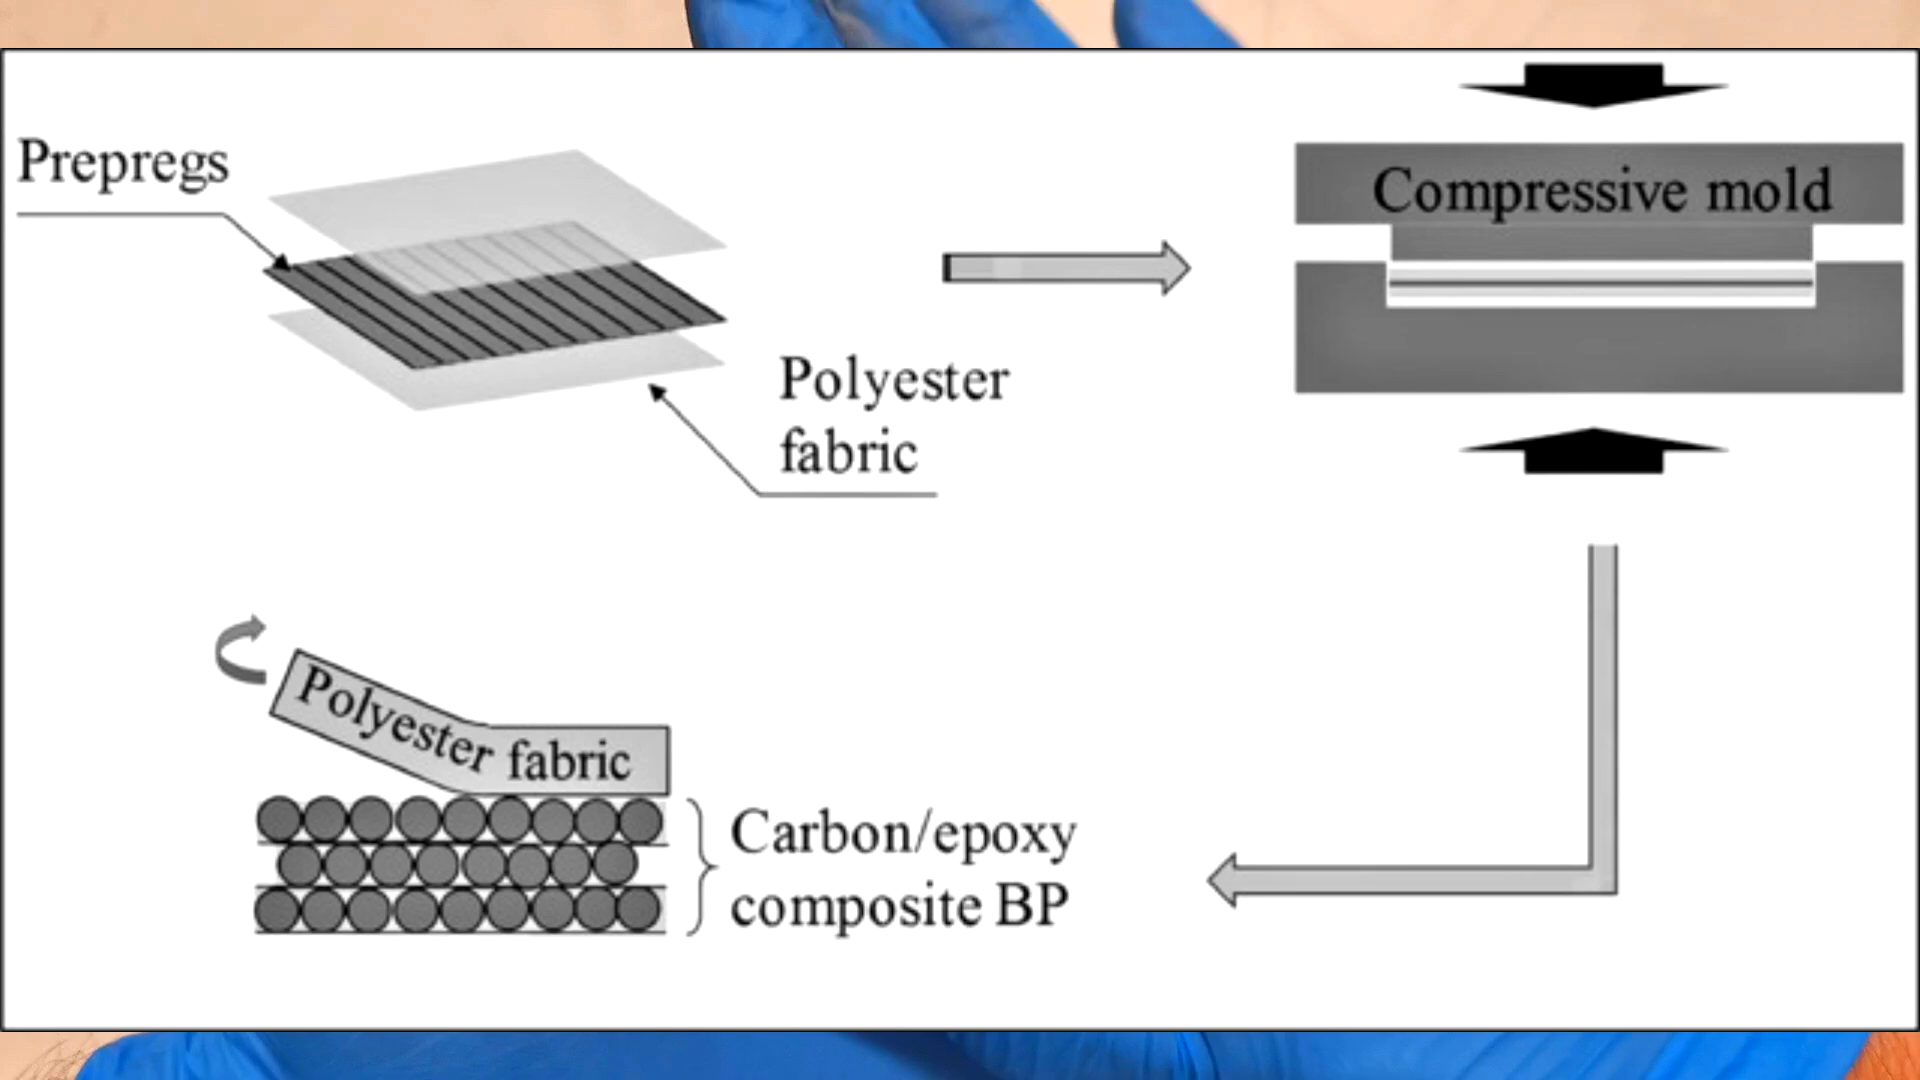 Prepregs
Compressive mold
Polyester
fabric
Polyester fabric
Carbon/epoxy
composite BP